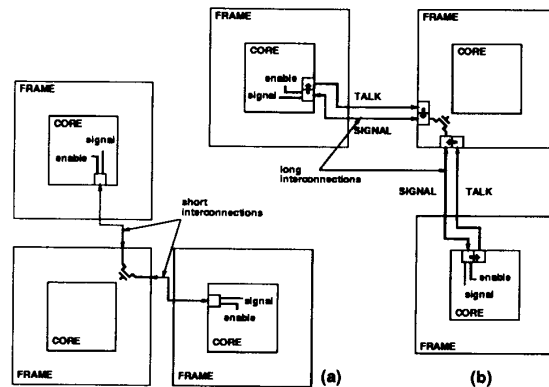 FRAME
CORE
signal
enable
short
interconnections
CORE
FRAME
signal
enable
CORE
FRAME
(a)
FRAME
CORE
enable
signal
TALK
SIGNAL
long
interconnections
FRAME
CORE
SIGNAL
TALK
enable
signal
CORE
FRAME
(b)